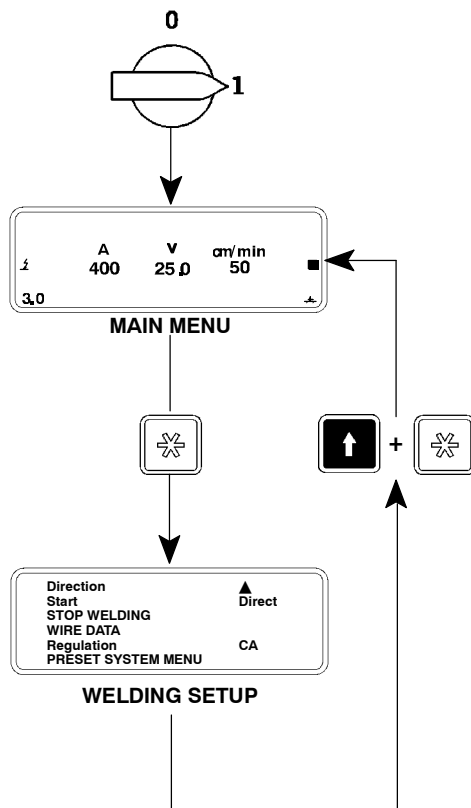 0
1
A V cm/min
400 25.0 50
3.0
MAIN MENU
+
Direction ▲
Start Direct
STOP WELDING
WIRE DATA
Regulation CA
PRESET SYSTEM MENU
WELDING SETUP